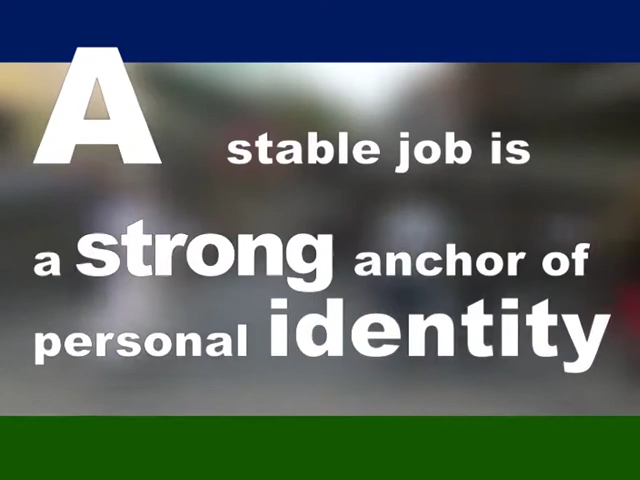 A stable job is
a strong anchor of
personal identity